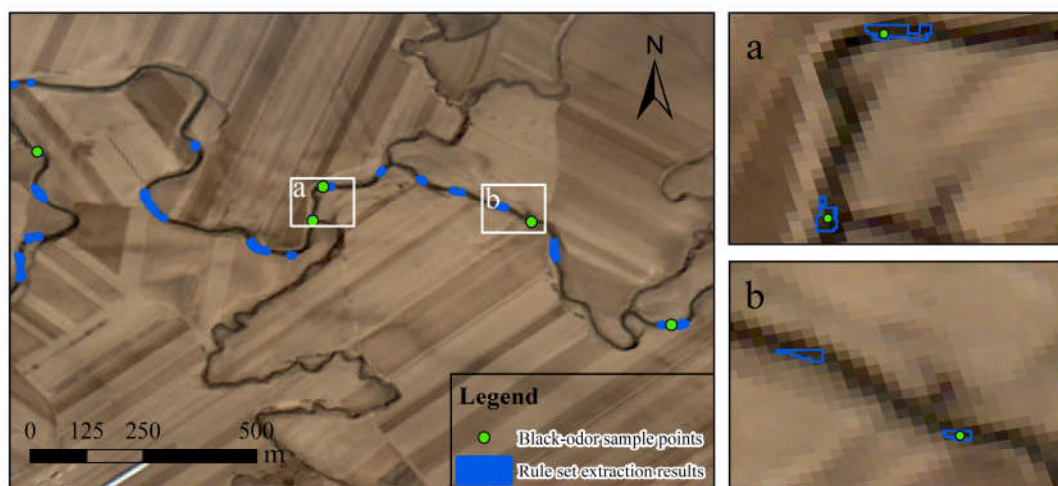 N
a
b
Legend
Black-odor sample points
Rule set extraction results
0 125 250 500
m
a
b